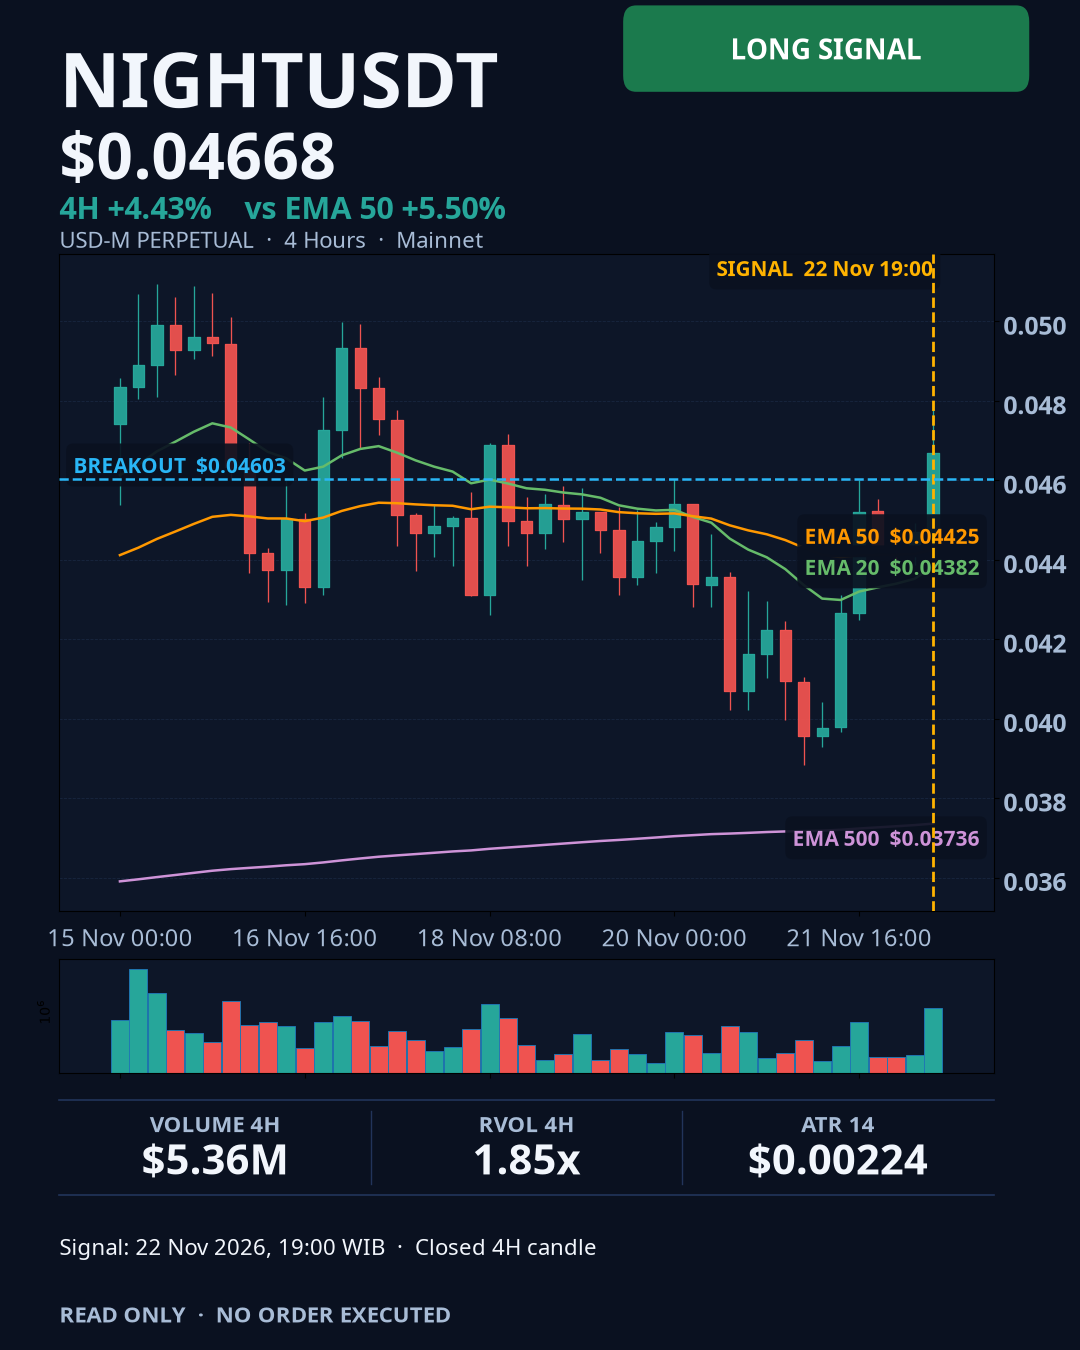 LONG SIGNAL
NIGHTUSDT
$0.04668
4H +4.43% vs EMA 50 +5.50%
USD-M PERPETUAL · 4 Hours · Mainnet
SIGNAL 22 Nov 19:00
0.050
0.048
BREAKOUT $0.04603
0.046
EMA 50 $0.04425
EMA 20 $0.04382
0.044
0.042
0.040
0.038
EMA 500 $0.03736
0.036
15 Nov 00:00 16 Nov 16:00 18 Nov 08:00 20 Nov 00:00 21 Nov 16:00
10⁶
VOLUME 4H RVOL 4H ATR 14
$5.36M 1.85x $0.00224
Signal: 22 Nov 2026, 19:00 WIB · Closed 4H candle
READ ONLY · NO ORDER EXECUTED